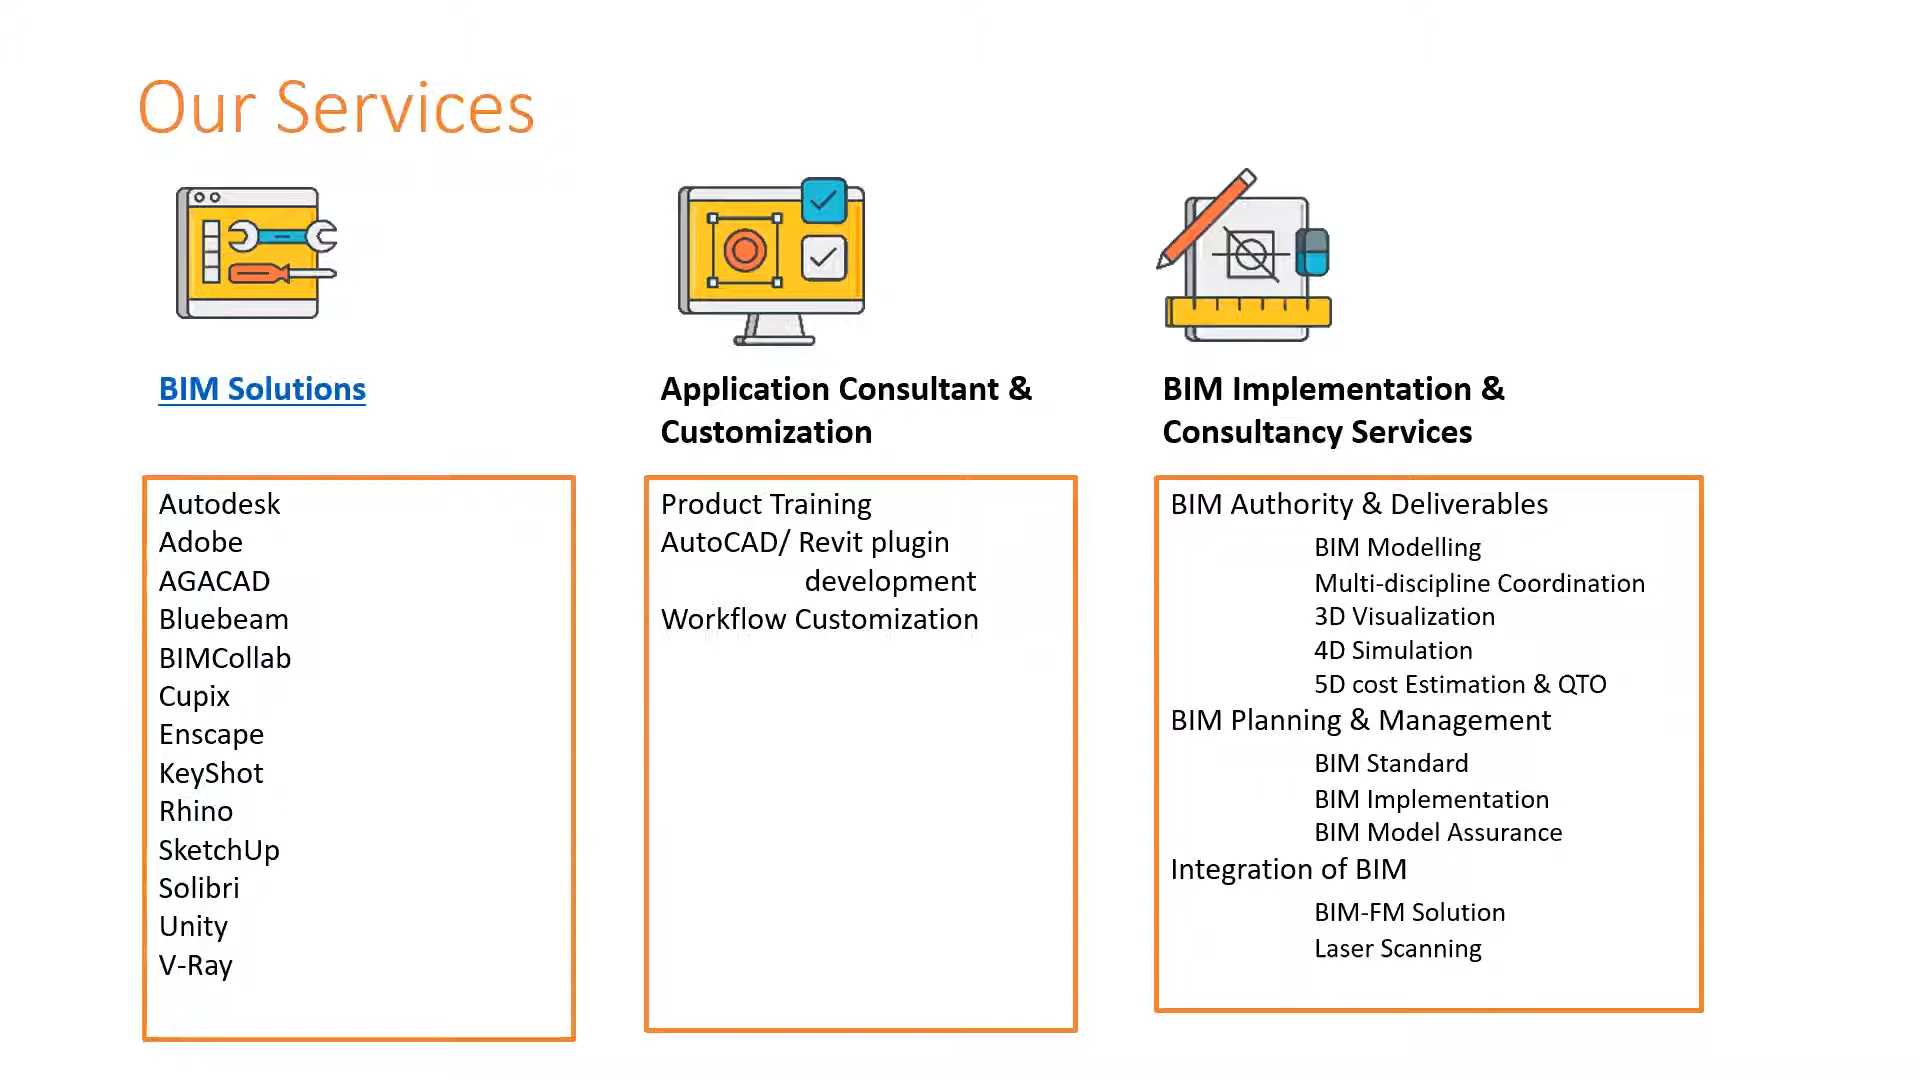 Our Services
BIM Solutions
Autodesk
Adobe
AGACAD
Bluebeam
BIMCollab
Cupix
Enscape
KeyShot
Rhino
SketchUp
Solibri
Unity
V-Ray
Application Consultant &
Customization
Product Training
AutoCAD/ Revit plugin
development
Workflow Customization
BIM Implementation &
Consultancy Services
BIM Authority & Deliverables
BIM Modelling
Multi-discipline Coordination
3D Visualization
4D Simulation
5D cost Estimation & QTO
BIM Planning & Management
BIM Standard
BIM Implementation
BIM Model Assurance
Integration of BIM
BIM-FM Solution
Laser Scanning